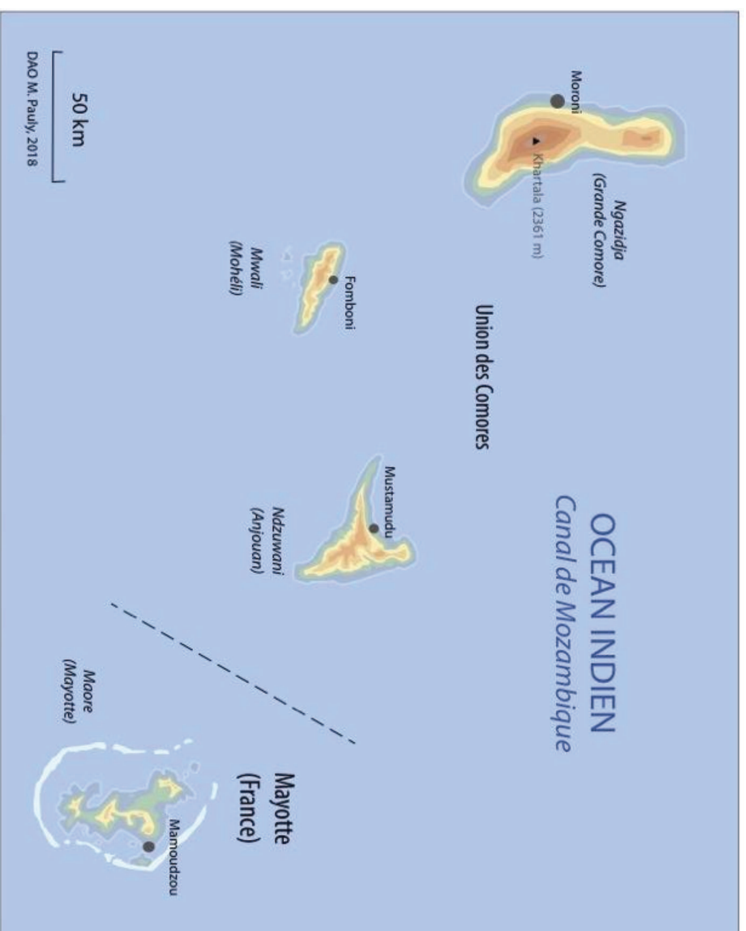 Moroni
Ngazidja
(Grande Comore)
Khartala (2361 m)
OCEAN INDIEN
Canal de Mozambique
Union des Comores
Fomboni
Mwali
(Mohéli)
Mustamudu
Ndzuwani
(Anjouan)
Mayotte
(France)
Mamoudzou
Maore
(Mayotte)
50 km
DAO M. Pauly, 2018